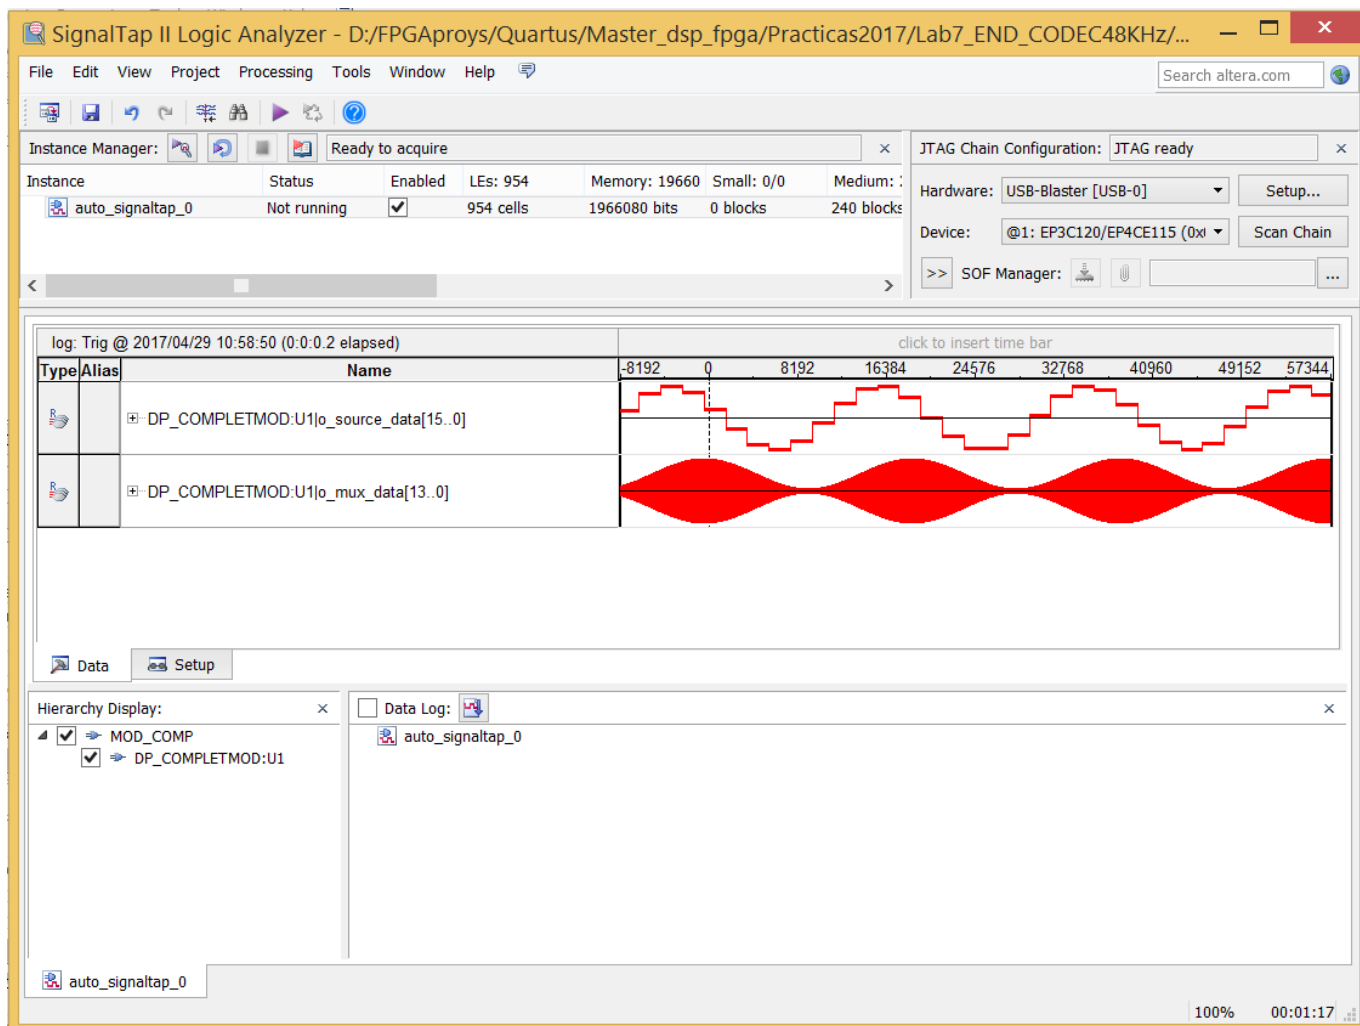 SignalTap II Logic Analyzer - D:/FPGAproys/Quartus/Master_dsp_fpga/Practicas2017/Lab7_END_CODEC48KHz/...
File Edit View Project Processing Tools Window Help
Search altera.com
Instance Manager: Ready to acquire
JTAG Chain Configuration: JTAG ready
Instance Status Enabled LEs: 954 Memory: 19660 Small: 0/0 Medium:
auto_signaltap_0 Not running 954 cells 1966080 bits 0 blocks 240 blocks
Hardware: USB-Blaster [USB-0] Setup...
Device: @1: EP3C120/EP4CE115 (0x Scan Chain
>> SOF Manager: ...
log: Trig @ 2017/04/29 10:58:50 (0:0:0.2 elapsed) click to insert time bar
Type Alias Name -8192 0 8192 16384 24576 32768 40960 49152 57344
DP_COMPLETMOD:U1|o_source_data[15..0]
DP_COMPLETMOD:U1|o_mux_data[13..0]
Data Setup
Hierarchy Display:
MOD_COMP
DP_COMPLETMOD:U1
Data Log:
auto_signaltap_0
auto_signaltap_0
100% 00:01:17